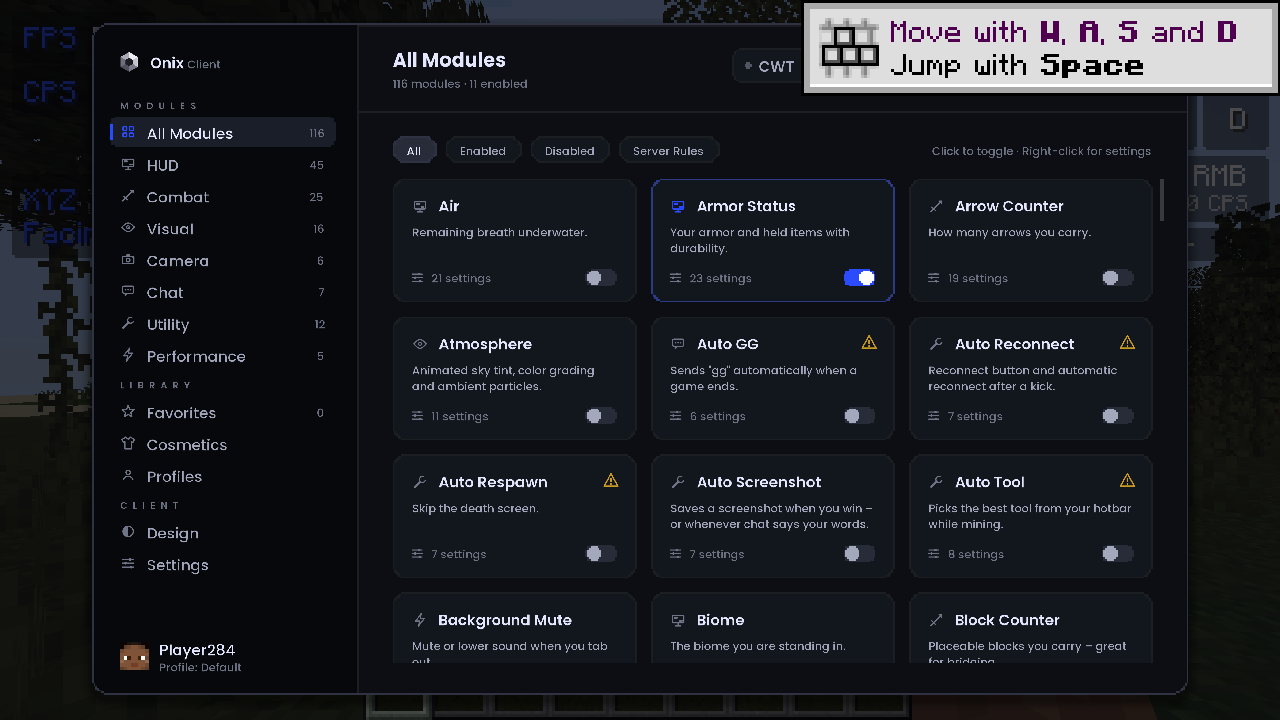 FPS
CPS
XYZ
Facin
Move with W, A, S and D
Jump with Space
D
RMB
0 CPS
Onix Client
MODULES
All Modules 116
HUD 45
Combat 25
Visual 16
Camera 6
Chat 7
Utility 12
Performance 5
LIBRARY
Favorites 0
Cosmetics
Profiles
CLIENT
Design
Settings
Player284
Profile: Default
All Modules
116 modules · 11 enabled
CWT
All Enabled Disabled Server Rules
Click to toggle · Right-click for settings
Air
Remaining breath underwater.
21 settings
Armor Status
Your armor and held items with
durability.
23 settings
Arrow Counter
How many arrows you carry.
19 settings
Atmosphere
Animated sky tint, color grading
and ambient particles.
11 settings
Auto GG
Sends "gg" automatically when a
game ends.
6 settings
Auto Reconnect
Reconnect button and automatic
reconnect after a kick.
7 settings
Auto Respawn
Skip the death screen.
7 settings
Auto Screenshot
Saves a screenshot when you win –
or whenever chat says your words.
7 settings
Auto Tool
Picks the best tool from your hotbar
while mining.
8 settings
Background Mute
Mute or lower sound when you tab
out.
Biome
The biome you are standing in.
Block Counter
Placeable blocks you carry – great
for bridging.